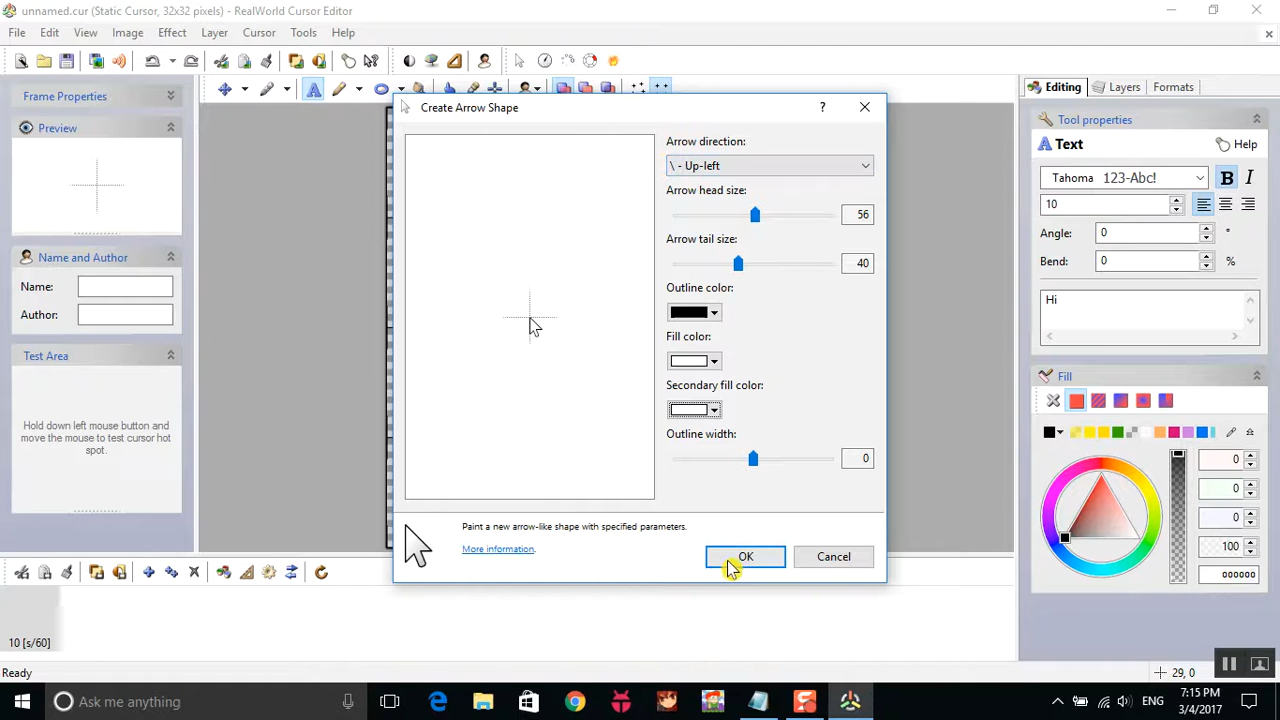 unnamed.cur (Static Cursor, 32x32 pixels) - RealWorld Cursor Editor
File Edit View Image Effect Layer Cursor Tools Help
Frame Properties
Preview
Name and Author
Name:
Author:
Test Area
Hold down left mouse button and
move the mouse to test cursor hot
spot.
Create Arrow Shape
?
Arrow direction:
\ - Up-left
Arrow head size:
56
Arrow tail size:
40
Outline color:
Fill color:
Secondary fill color:
Outline width:
0
Paint a new arrow-like shape with specified parameters.
More information.
OK Cancel
Editing Layers Formats
Tool properties
A Text Help
Tahoma 123-Abc! B I
10
Angle: 0 °
Bend: 0 %
Hi
Fill
0
0
0
100
000000
10 [s/60]
Ready
29, 0
Ask me anything
ENG
7:15 PM
3/4/2017